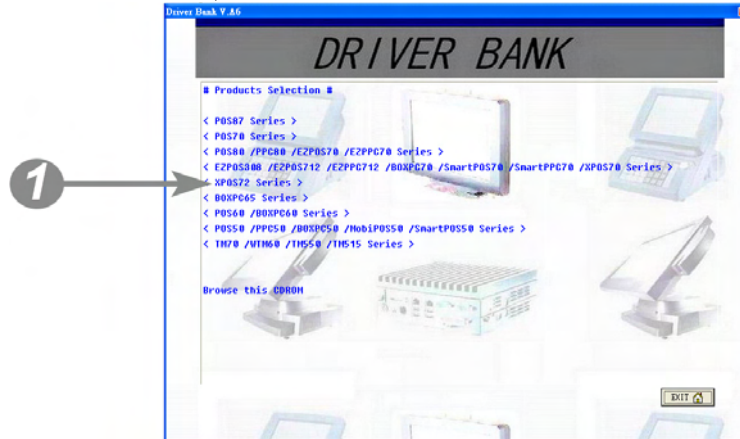 Driver Bank V.A6
DRIVER BANK
# Products Selection #
< POS87 Series >
< POS70 Series >
< POS80 /PPC80 /EZPOS70 /EZPPC70 Series >
< EZPOS308 /EZPOS712 /EZPPC712 /BOXPC70 /SmartPOS70 /SmartPPC70 /XPOS70 Series >
1
XPOS72 Series >
< BOXPC65 Series >
< POS60 /BOXPC60 Series >
< POS50 /PPC50 /BOXPC50 /MobiPOS50 /SmartPOS50 Series >
< TM70 /WTM60 /TM550 /TM515 Series >
Browse this CDROM
EXIT